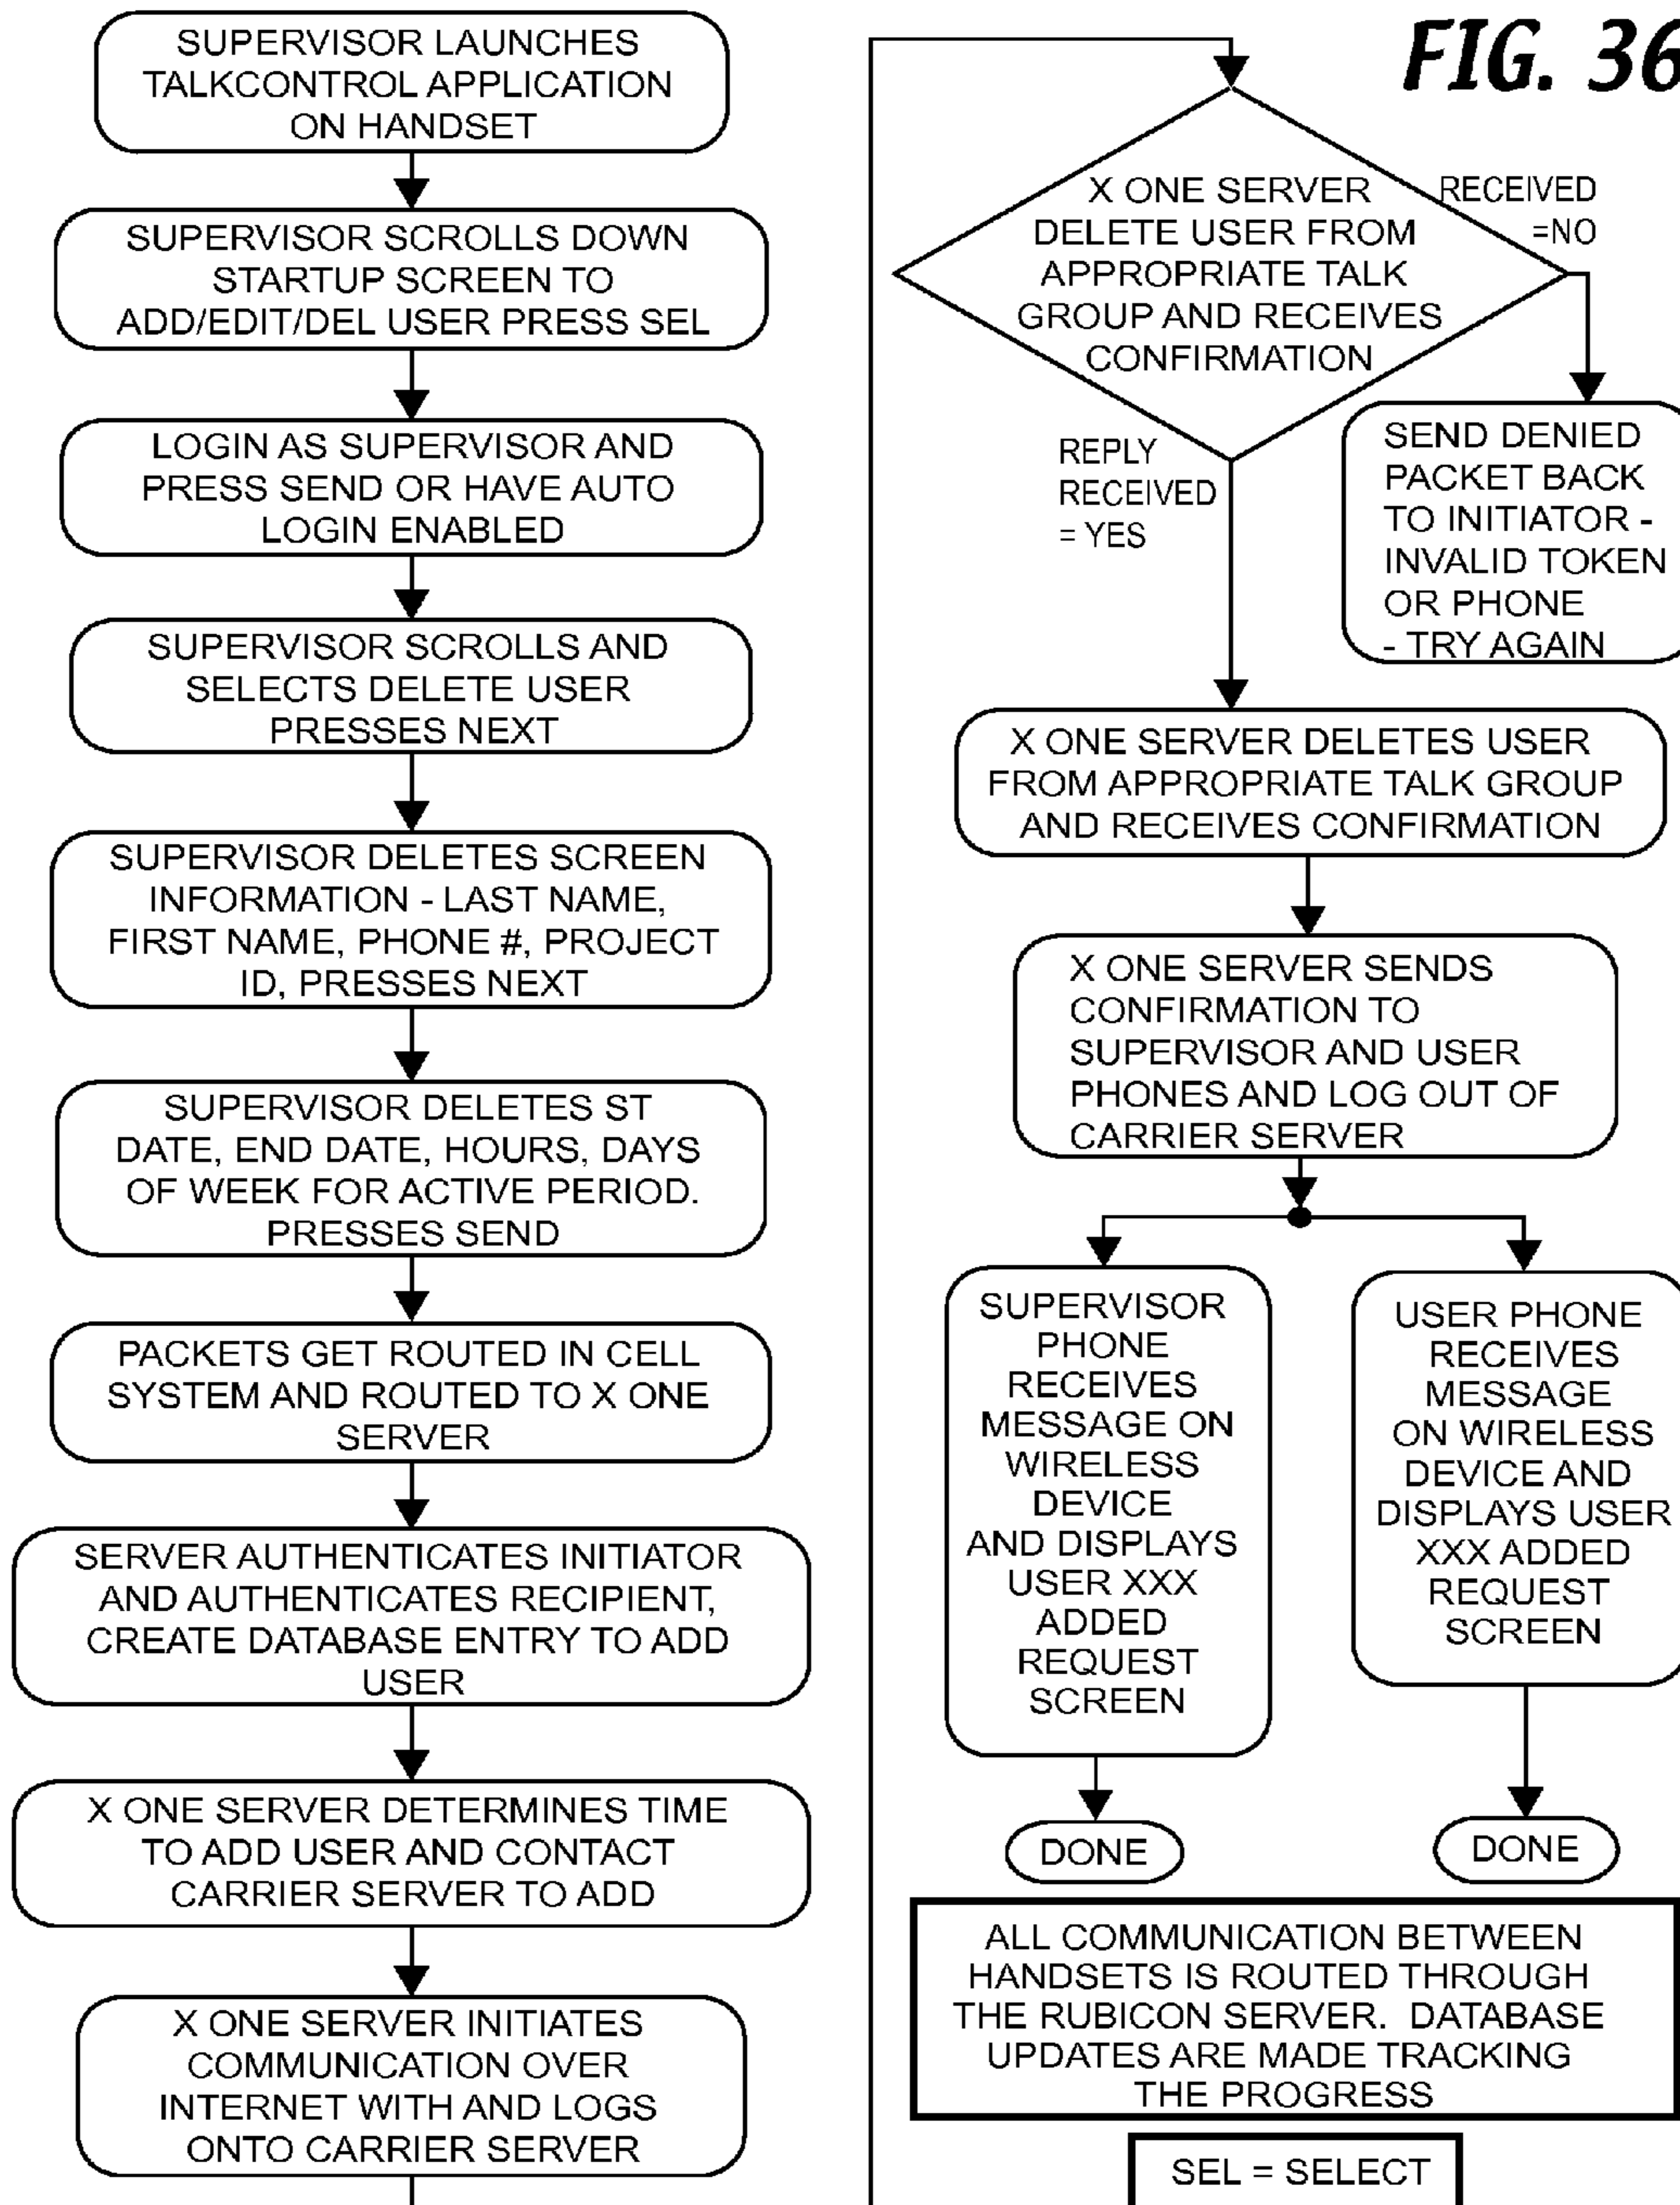 FIG. 36
SUPERVISOR LAUNCHES
TALKCONTROL APPLICATION
ON HANDSET
SUPERVISOR SCROLLS DOWN
STARTUP SCREEN TO
ADD/EDIT/DEL USER PRESS SEL
LOGIN AS SUPERVISOR AND
PRESS SEND OR HAVE AUTO
LOGIN ENABLED
SUPERVISOR SCROLLS AND
SELECTS DELETE USER
PRESSES NEXT
SUPERVISOR DELETES SCREEN
INFORMATION - LAST NAME,
FIRST NAME, PHONE #, PROJECT
ID, PRESSES NEXT
SUPERVISOR DELETES ST
DATE, END DATE, HOURS, DAYS
OF WEEK FOR ACTIVE PERIOD.
PRESSES SEND
PACKETS GET ROUTED IN CELL
SYSTEM AND ROUTED TO X ONE
SERVER
SERVER AUTHENTICATES INITIATOR
AND AUTHENTICATES RECIPIENT,
CREATE DATABASE ENTRY TO ADD
USER
X ONE SERVER DETERMINES TIME
TO ADD USER AND CONTACT
CARRIER SERVER TO ADD
X ONE SERVER INITIATES
COMMUNICATION OVER
INTERNET WITH AND LOGS
ONTO CARRIER SERVER
X ONE SERVER
DELETE USER FROM
APPROPRIATE TALK
GROUP AND RECEIVES
CONFIRMATION
RECEIVED
=NO
REPLY
RECEIVED
= YES
SEND DENIED
PACKET BACK
TO INITIATOR -
INVALID TOKEN
OR PHONE
- TRY AGAIN
X ONE SERVER DELETES USER
FROM APPROPRIATE TALK GROUP
AND RECEIVES CONFIRMATION
X ONE SERVER SENDS
CONFIRMATION TO
SUPERVISOR AND USER
PHONES AND LOG OUT OF
CARRIER SERVER
SUPERVISOR
PHONE
RECEIVES
MESSAGE ON
WIRELESS
DEVICE
AND DISPLAYS
USER XXX
ADDED
REQUEST
SCREEN
USER PHONE
RECEIVES
MESSAGE
ON WIRELESS
DEVICE AND
DISPLAYS USER
XXX ADDED
REQUEST
SCREEN
DONE
DONE
ALL COMMUNICATION BETWEEN
HANDSETS IS ROUTED THROUGH
THE RUBICON SERVER. DATABASE
UPDATES ARE MADE TRACKING
THE PROGRESS
SEL = SELECT